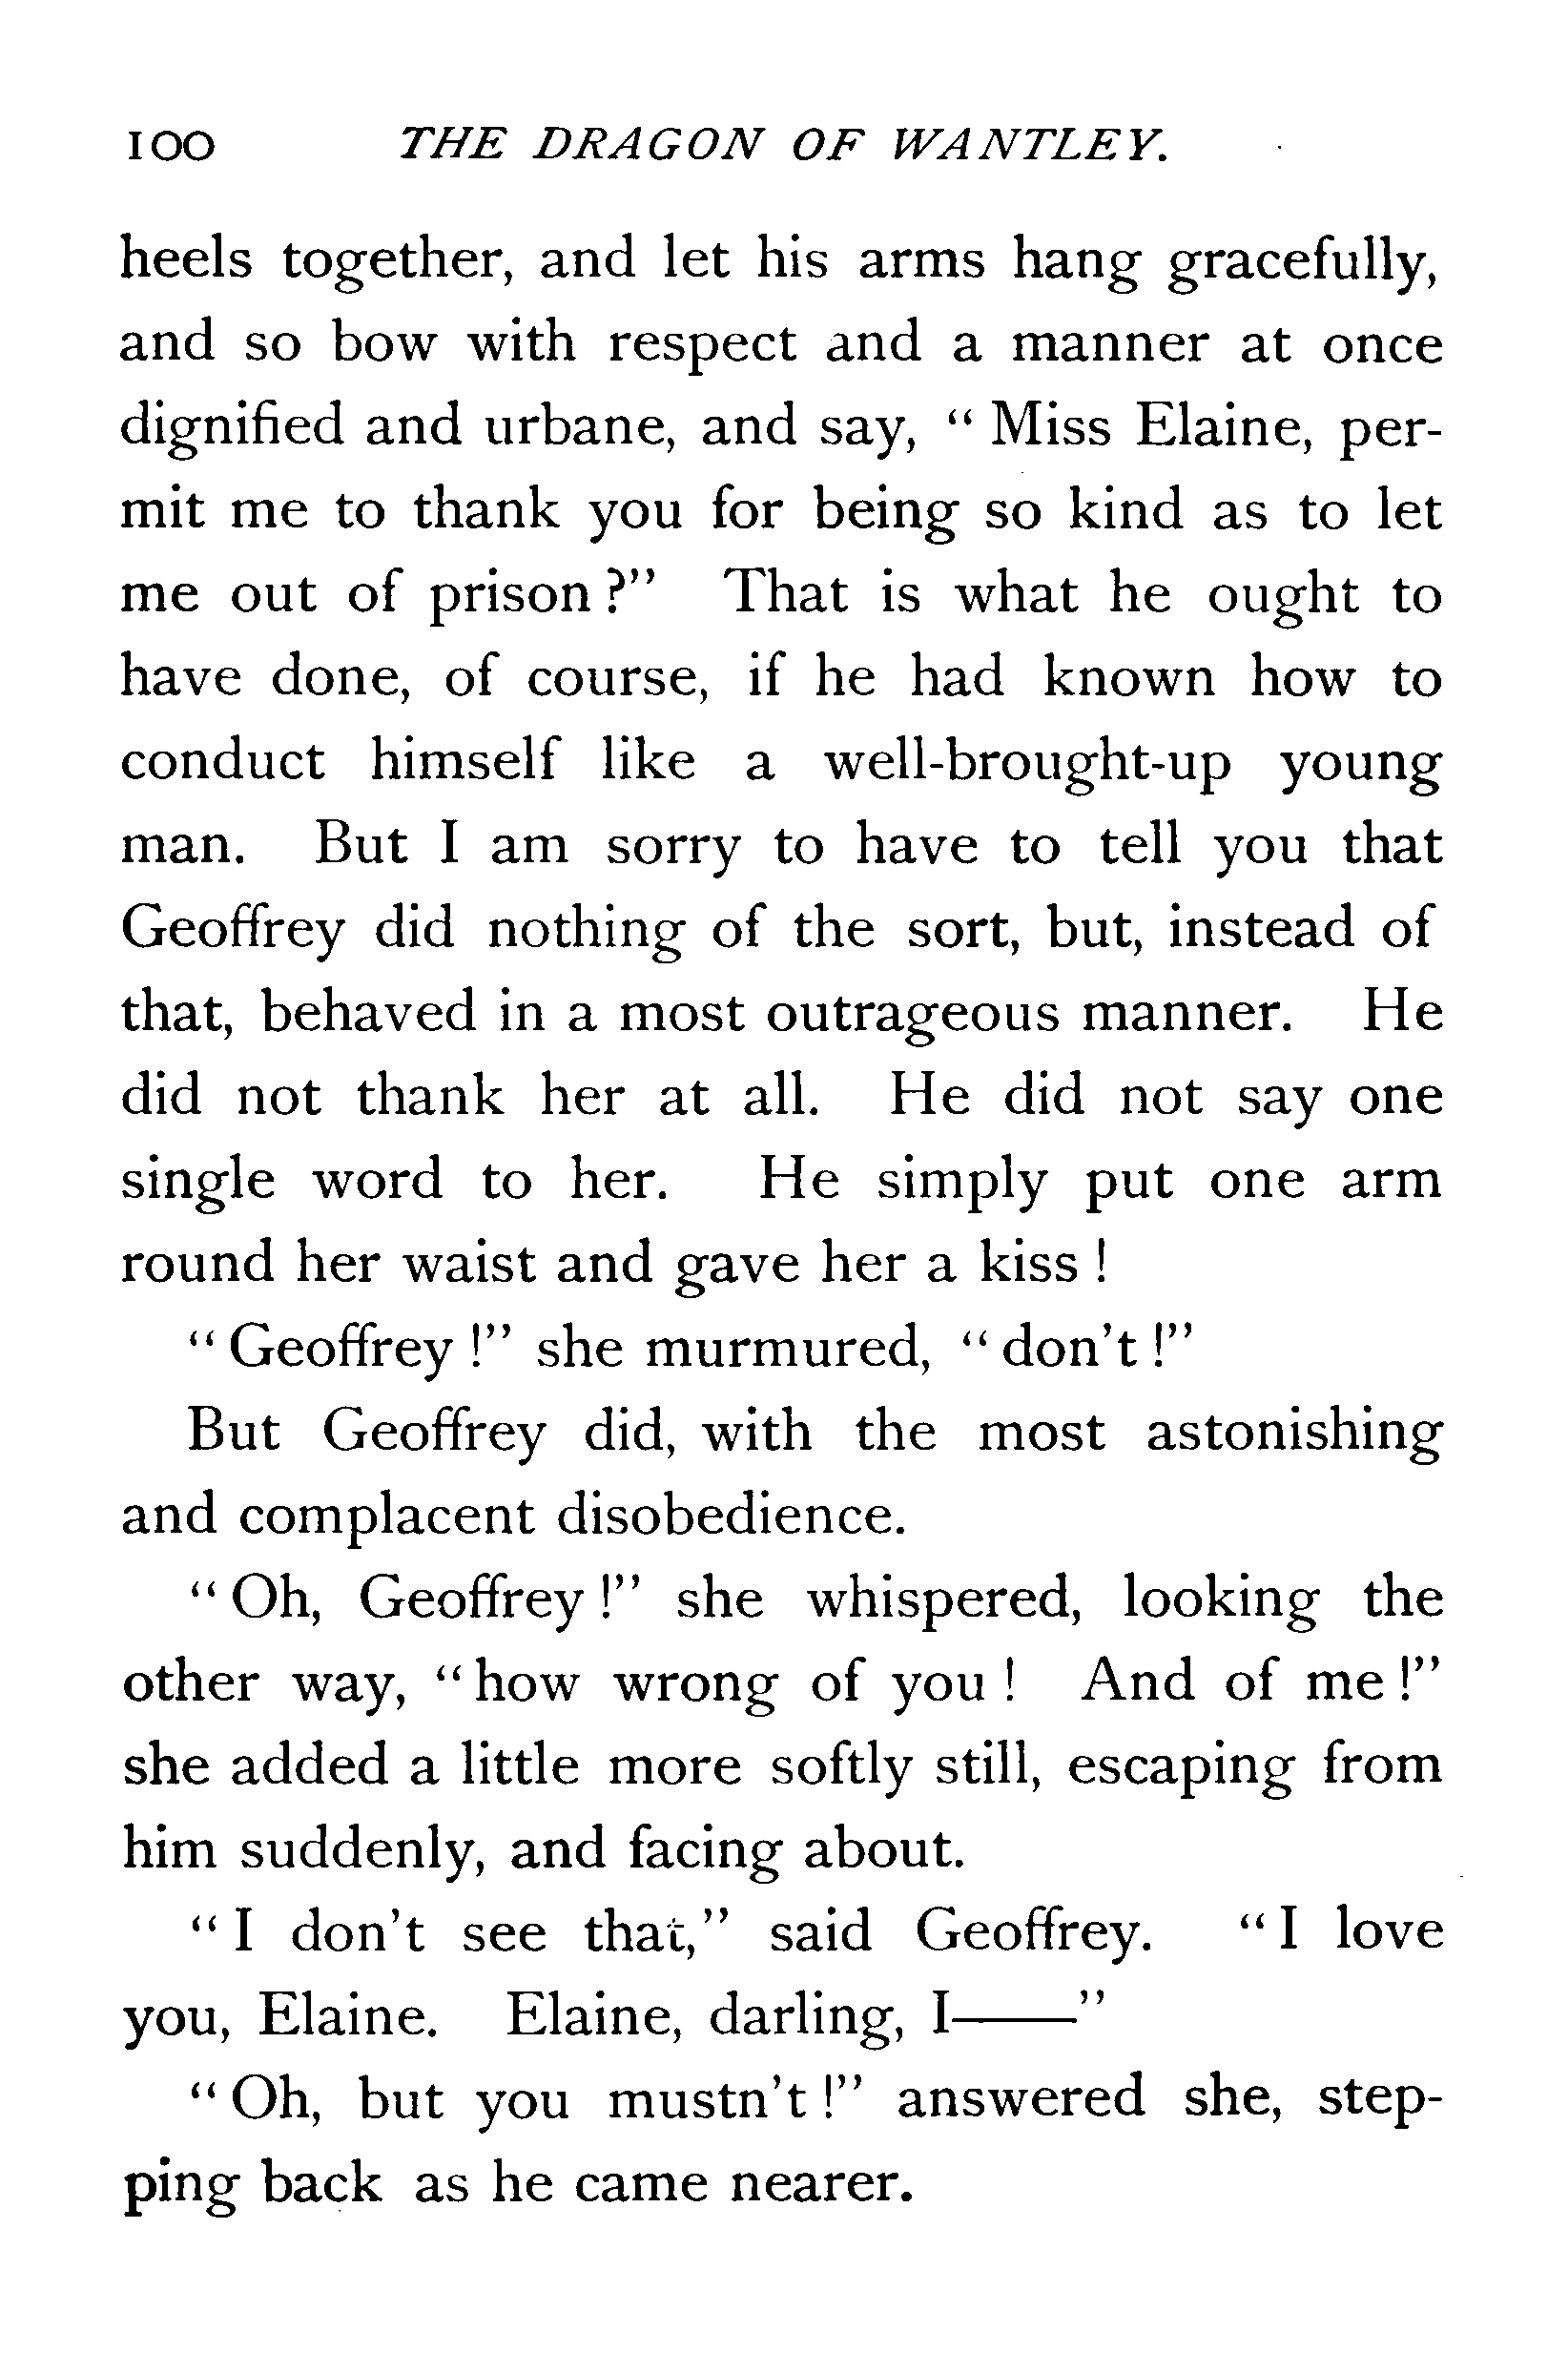 100 THE DRAGON OF WANTLEY.
heels together, and let his arms hang gracefully,
and so bow with respect and a manner at once
dignified and urbane, and say, “ Miss Elaine, per-
mit me to thank you for being so kind as to let
me out of prison ?” That is what he ought to
have done, of course, if he had known how to
conduct himself like a well-brought-up young
man. But I am sorry to have to tell you that
Geoffrey did nothing of the sort, but, instead of
that, behaved in a most outrageous manner. He
did not thank her at all. He did not say one
single word to her. He simply put one arm
round her waist and gave her a kiss !
“ Geoffrey !” she murmured, “ don’t !”
But Geoffrey did, with the most astonishing
and complacent disobedience.
“ Oh, Geoffrey !” she whispered, looking the
other way, “ how wrong of you ! And of me !”
she added a little more softly still, escaping from
him suddenly, and facing about.
“ I don’t see that,” said Geoffrey. “ I love
you, Elaine. Elaine, darling, I——”
“ Oh, but you mustn’t !” answered she, step-
ping back as he came nearer.